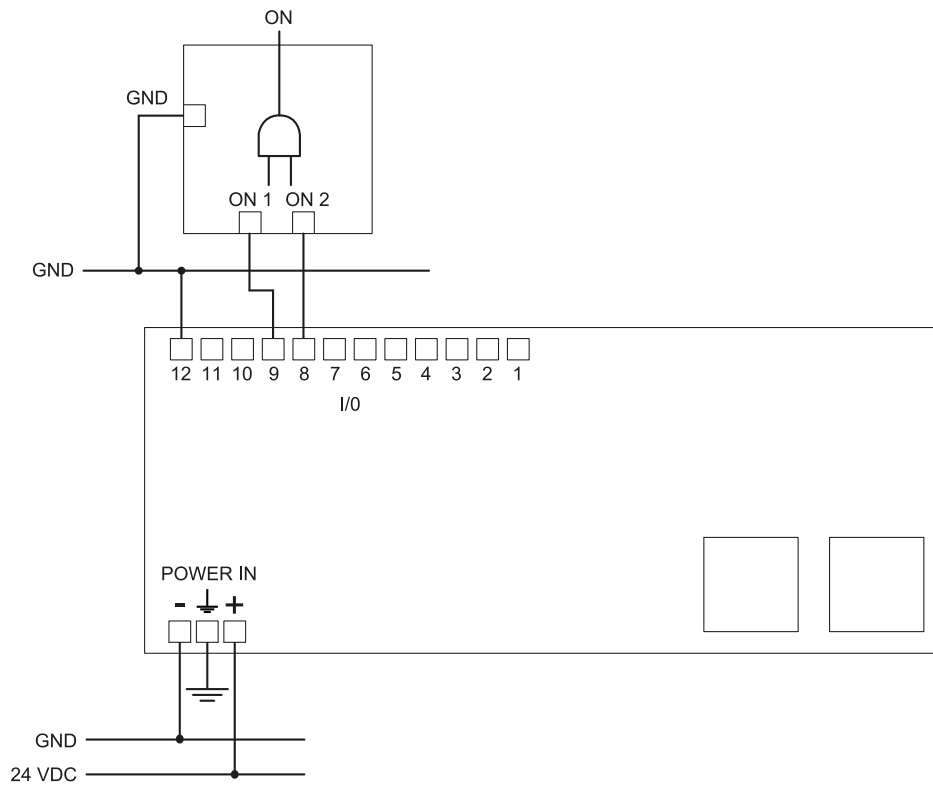 ON
GND
ON 1 ON 2
GND
12 11 10 9 8 7 6 5 4 3 2 1
I/0
POWER IN
- +
GND
24 VDC